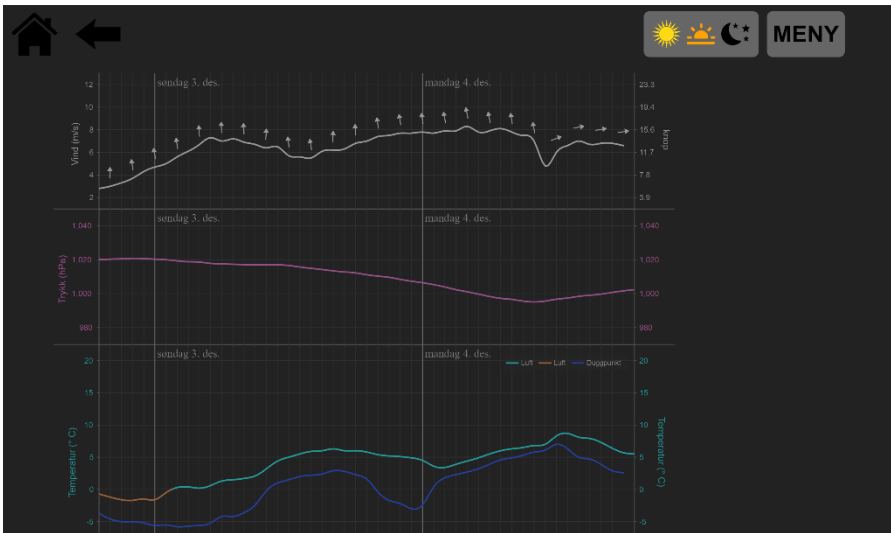 MENY
søndag 3. des.
mandag 4. des.
12
10
8
6
4
2
Vind (m/s)
23.3
19.4
15.6
11.7
7.8
3.9
knop
søndag 3. des.
mandag 4. des.
1,040
1,020
1,000
980
Trykk (hPa)
1,040
1,020
1,000
980
søndag 3. des.
mandag 4. des.
Luft Luft Duggpunkt
20
15
10
5
0
-5
Temperatur (° C)
20
15
10
5
0
-5
Temperatur (° C)